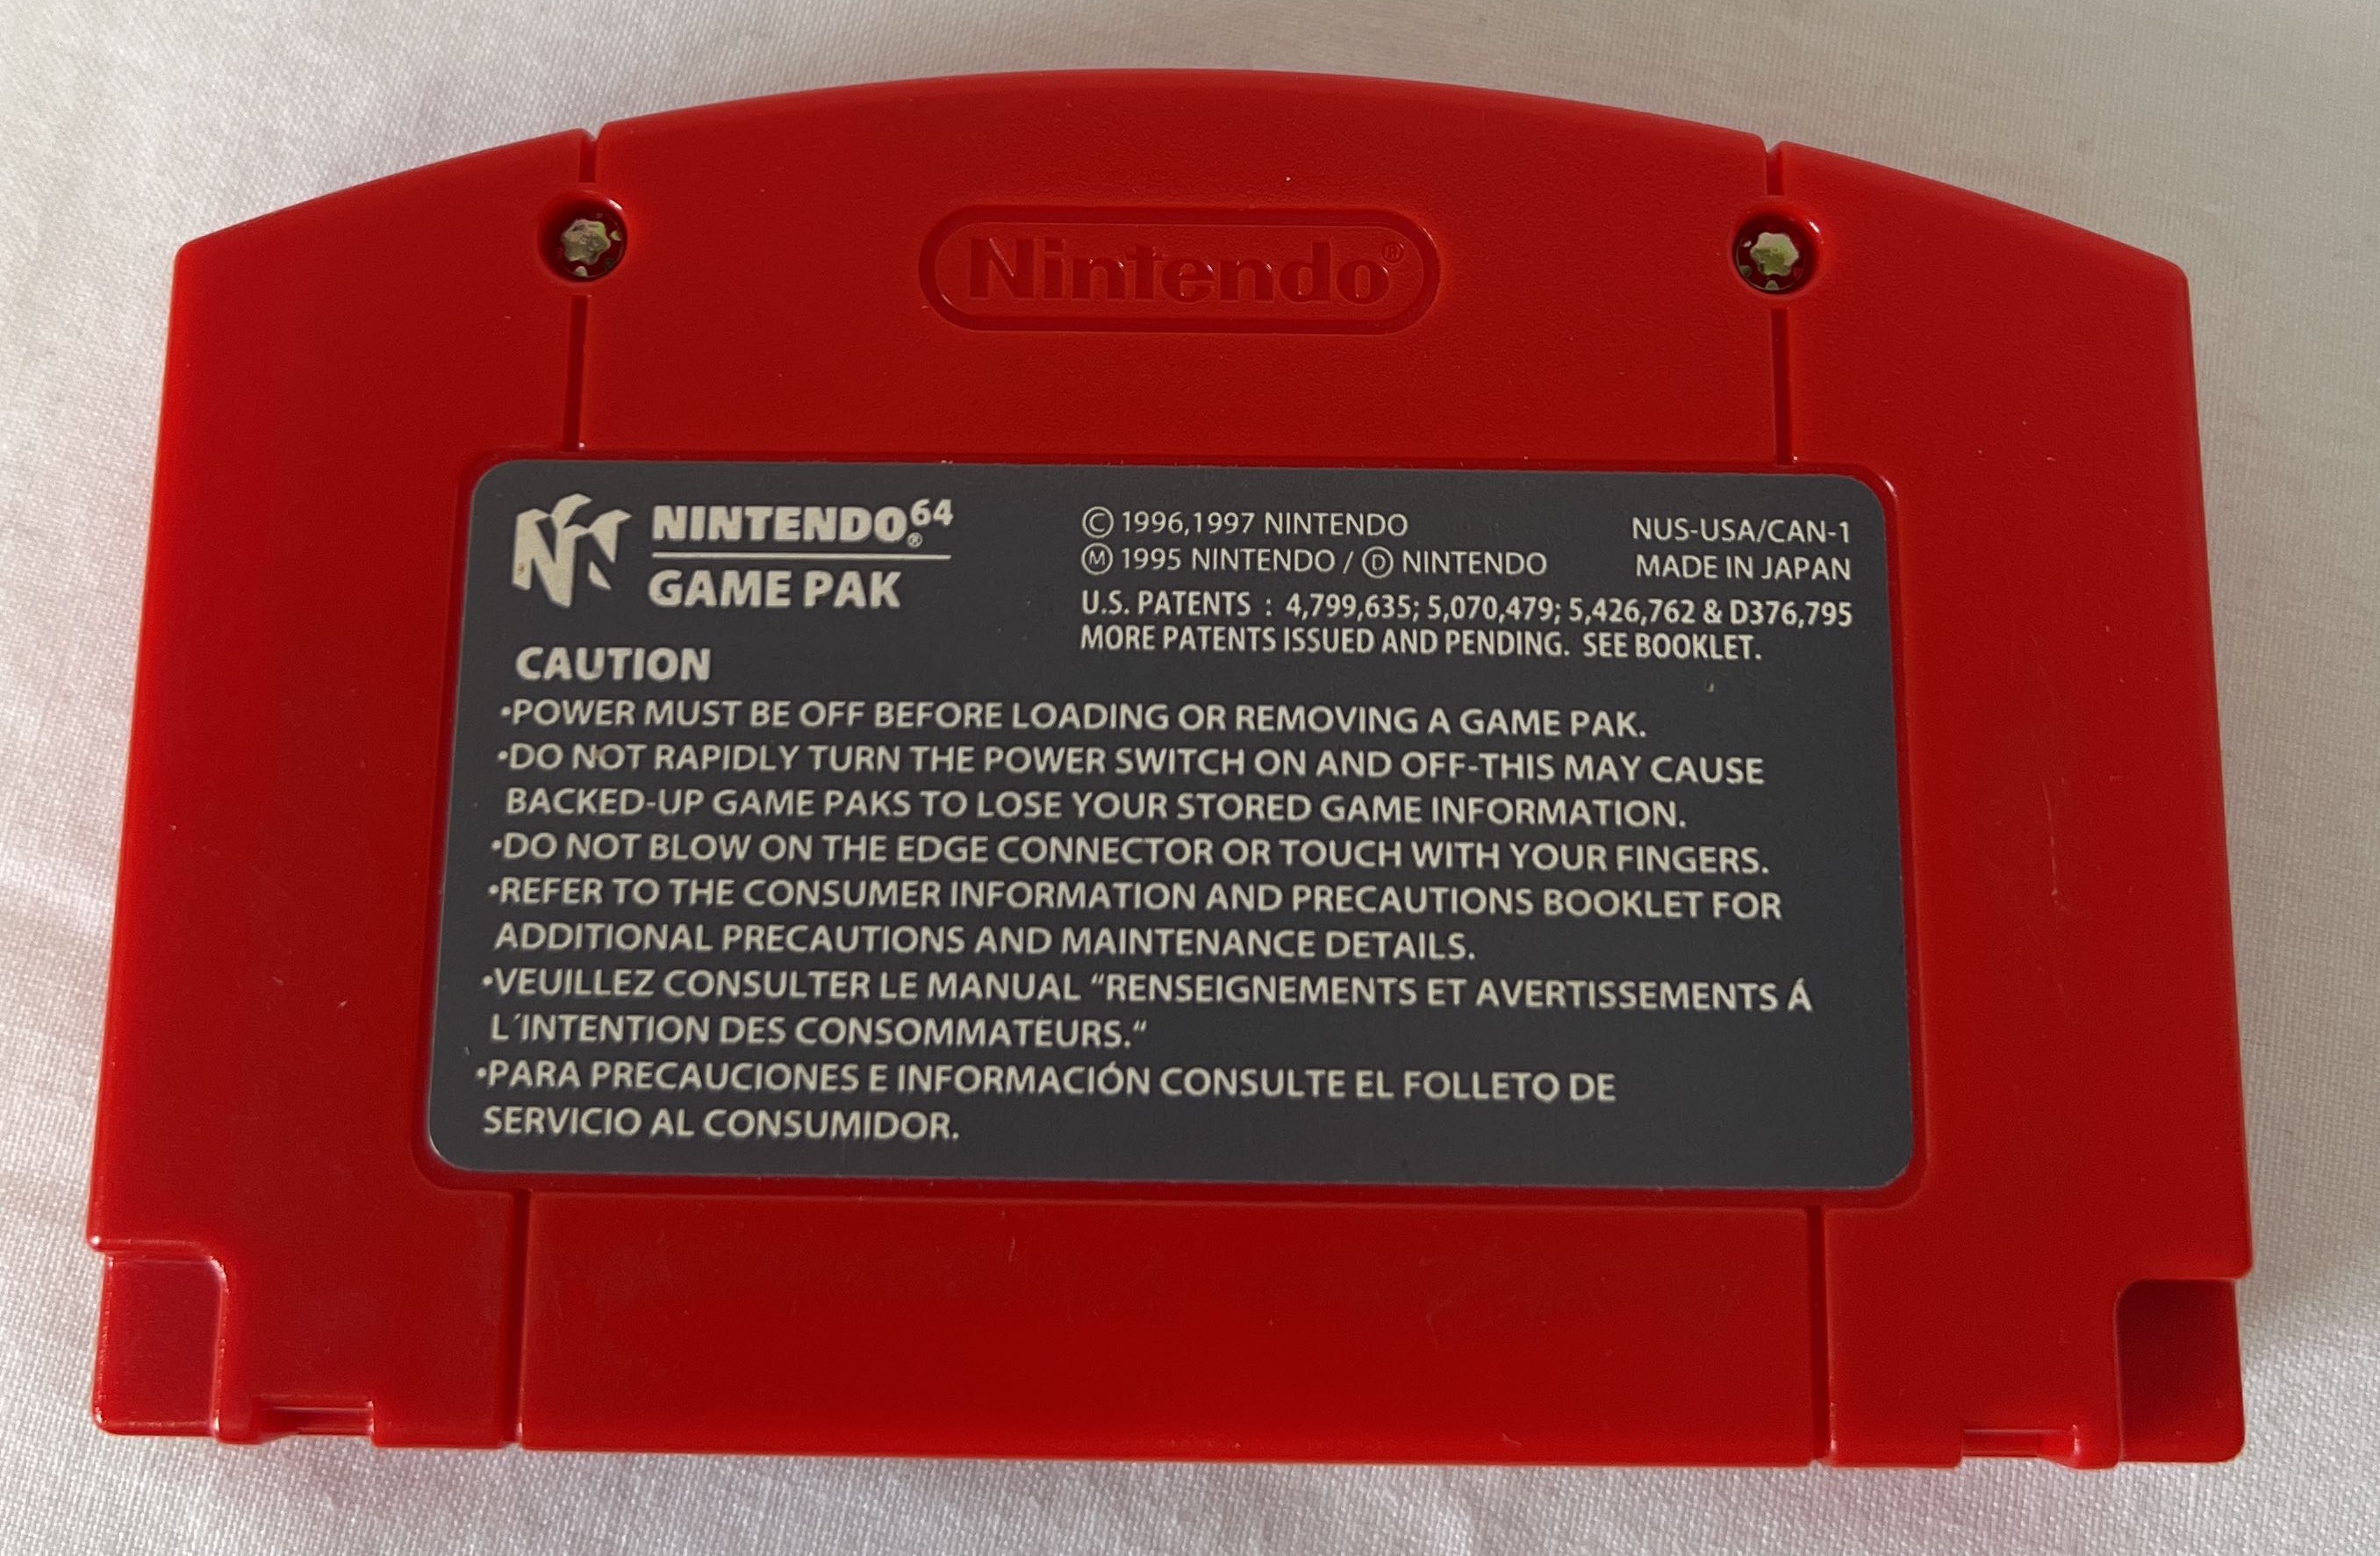 Nintendo®
NINTENDO®64
GAME PAK
©1996,1997 NINTENDO
Ⓜ1995 NINTENDO / Ⓓ NINTENDO
NUS-USA/CAN-1
MADE IN JAPAN
U.S. PATENTS : 4,799,635; 5,070,479; 5,426,762 & D376,795
MORE PATENTS ISSUED AND PENDING. SEE BOOKLET.
CAUTION
•POWER MUST BE OFF BEFORE LOADING OR REMOVING A GAME PAK.
•DO NOT RAPIDLY TURN THE POWER SWITCH ON AND OFF-THIS MAY CAUSE
BACKED-UP GAME PAKS TO LOSE YOUR STORED GAME INFORMATION.
•DO NOT BLOW ON THE EDGE CONNECTOR OR TOUCH WITH YOUR FINGERS.
•REFER TO THE CONSUMER INFORMATION AND PRECAUTIONS BOOKLET FOR
ADDITIONAL PRECAUTIONS AND MAINTENANCE DETAILS.
•VEUILLEZ CONSULTER LE MANUAL “RENSEIGNEMENTS ET AVERTISSEMENTS Á
L´INTENTION DES CONSOMMATEURS.“
•PARA PRECAUCIONES E INFORMACIÓN CONSULTE EL FOLLETO DE
SERVICIO AL CONSUMIDOR.